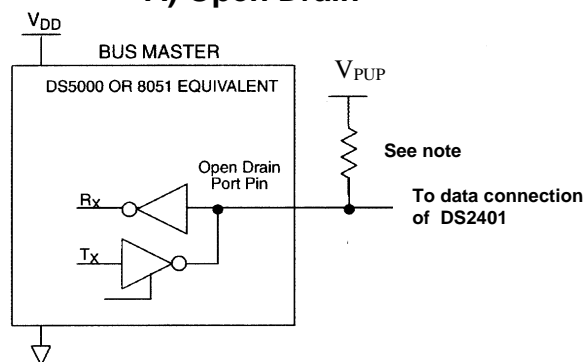 A) Open Drain
VDD
BUS MASTER
DS5000 OR 8051 EQUIVALENT
VPUP
See note
Open Drain
Port Pin
RX
To data connection
of DS2401
TX